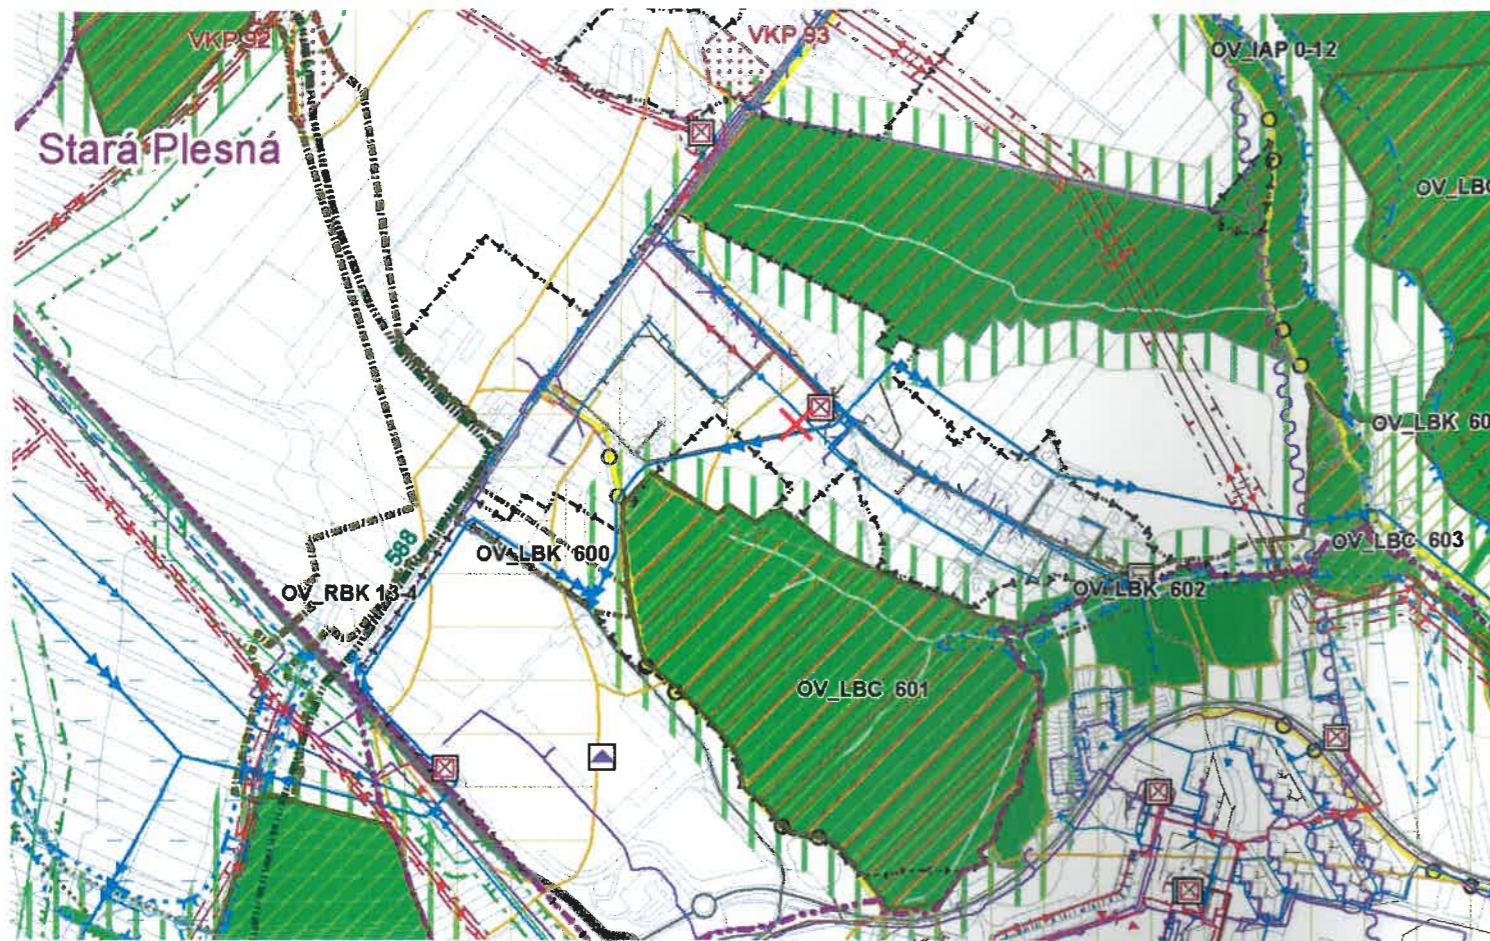 VKP 92
VKP 93
OV_IAP 0-12
Stará Plesná
OV_LBC
OV_LBK 60
588
OV_LBK 600
OV_LBC 603
OV_RBK 13-4
OV_LBK 602
OV_LBC 601